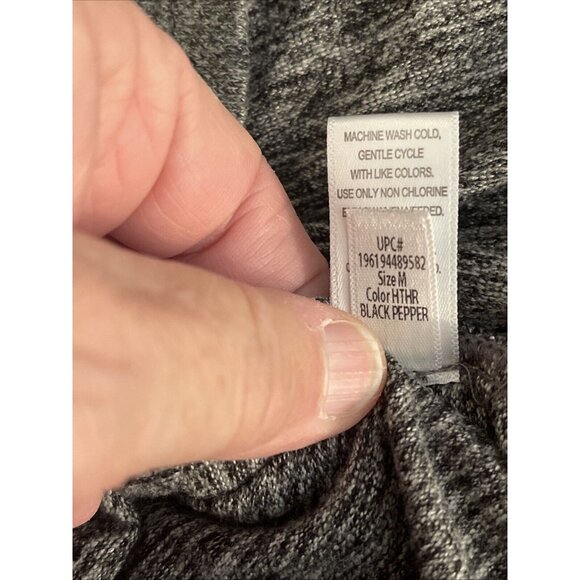 MACHINE WASH COLD,
GENTLE CYCLE
WITH LIKE COLORS.
USE ONLY NON CHLORINE
NEEDED.
UPC#
196194489582
Size M
Color HTHR
BLACK PEPPER